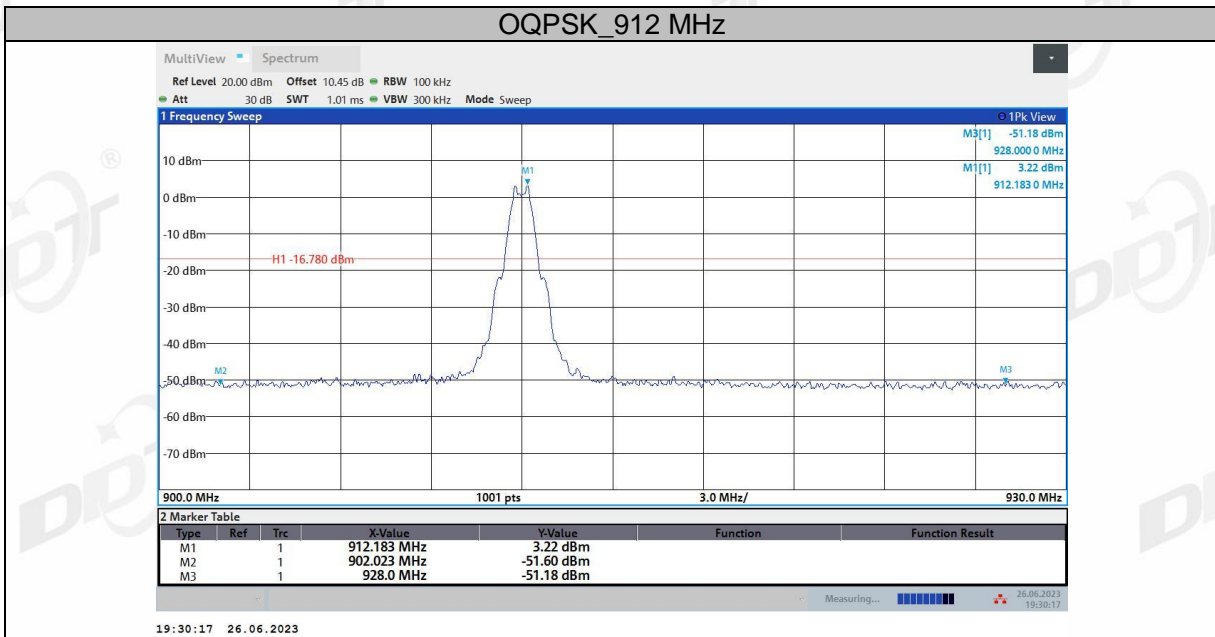 OQPSK_912 MHz
MultiView Spectrum
Ref Level 20.00 dBm Offset 10.45 dB RBW 100 kHz
Att 30 dB SWT 1.01 ms VBW 300 kHz Mode Sweep
1 Frequency Sweep 1Pk View
M3[1] -51.18 dBm
928.000 0 MHz
10 dBm
M1
M1[1] 3.22 dBm
912.183 0 MHz
0 dBm
-10 dBm
H1 -16.780 dBm
-20 dBm
-30 dBm
-40 dBm
M2 M3
-50 dBm
-60 dBm
-70 dBm
900.0 MHz 1001 pts 3.0 MHz/ 930.0 MHz
2 Marker Table
Type Ref Trc X-Value Y-Value Function Function Result
M1 1 912.183 MHz 3.22 dBm
M2 1 902.023 MHz -51.60 dBm
M3 1 928.0 MHz -51.18 dBm
Measuring... 26.06.2023
19:30:17
19:30:17 26.06.2023
DDT
®
DDT
DDT